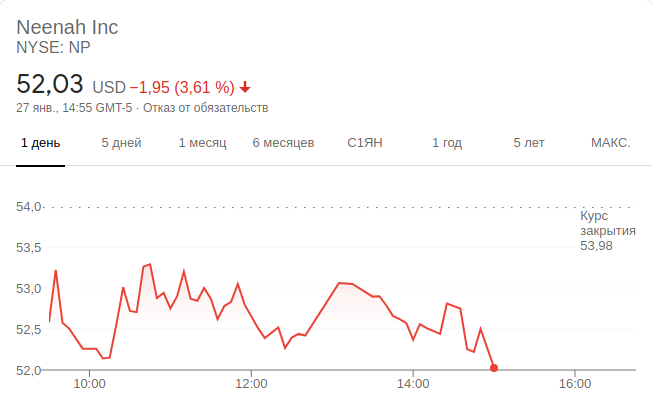 Neenah Inc
NYSE: NP
52,03 USD −1,95 (3,61 %)
27 янв., 14:55 GMT-5 · Отказ от обязательств
1 день 5 дней 1 месяц 6 месяцев С1ЯН 1 год 5 лет МАКС.
54,0
Курс
закрытия
53,98
53,5
53,0
52,5
52,0
10:00 12:00 14:00 16:00